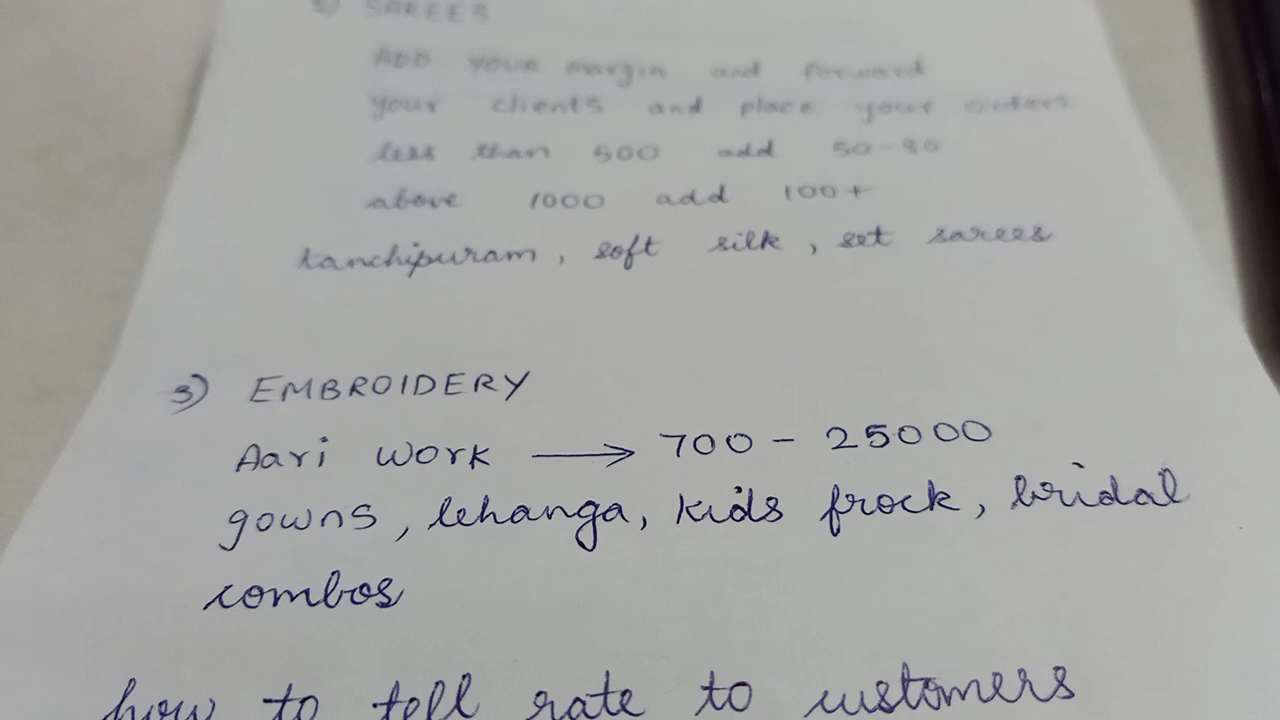 SAREES
ADD YOUR margin and forward
your clients and place your orders
less than 500 add 50-80
above 1000 add 100+
kanchipuram, soft silk, set sarees
3) EMBROIDERY
Aari work → 700 - 25000
gowns, lehanga, kids frock, bridal
combos
how to tell rate to customers